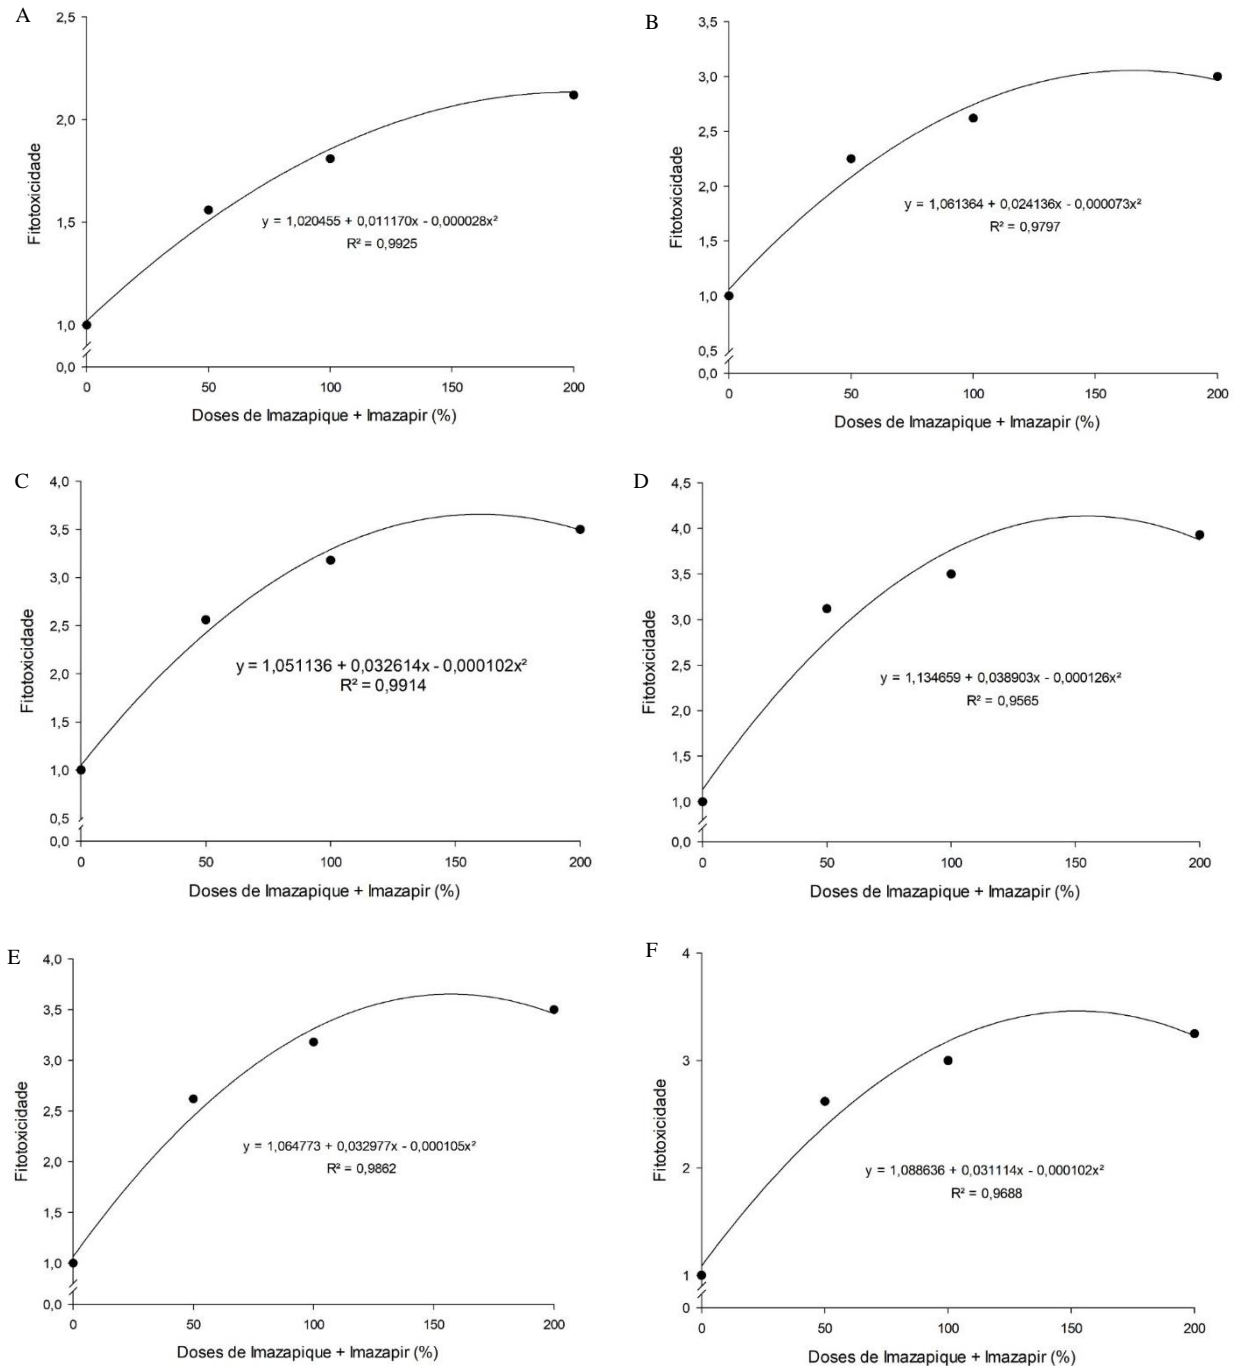 A
2,5
2,0
1,5
1,0
0,0
Fitotoxicidade
y = 1,020455 + 0,011170x - 0,000028x²
R² = 0,9925
0 50 100 150 200
Doses de Imazapique + Imazapir (%)
B
3,5
3,0
2,5
2,0
1,5
1,0
0,5
0,0
Fitotoxicidade
y = 1,061364 + 0,024136x - 0,000073x²
R² = 0,9797
0 50 100 150 200
Doses de Imazapique + Imazapir (%)
C
4,0
3,5
3,0
2,5
2,0
1,5
1,0
0,5
0,0
Fitotoxicidade
y = 1,051136 + 0,032614x - 0,000102x²
R² = 0,9914
0 50 100 150 200
Doses de Imazapique + Imazapir (%)
D
4,5
4,0
3,5
3,0
2,5
2,0
1,5
1,0
0,0
Fitotoxicidade
y = 1,134659 + 0,038903x - 0,000126x²
R² = 0,9565
0 50 100 150 200
Doses de Imazapique + Imazapir (%)
E
4,0
3,5
3,0
2,5
2,0
1,5
1,0
0,0
Fitotoxicidade
y = 1,064773 + 0,032977x - 0,000105x²
R² = 0,9862
0 50 100 150 200
Doses de Imazapique + Imazapir (%)
F
4
3
2
1
0
Fitotoxicidade
y = 1,088636 + 0,031114x - 0,000102x²
R² = 0,9688
0 50 100 150 200
Doses de Imazapique + Imazapir (%)